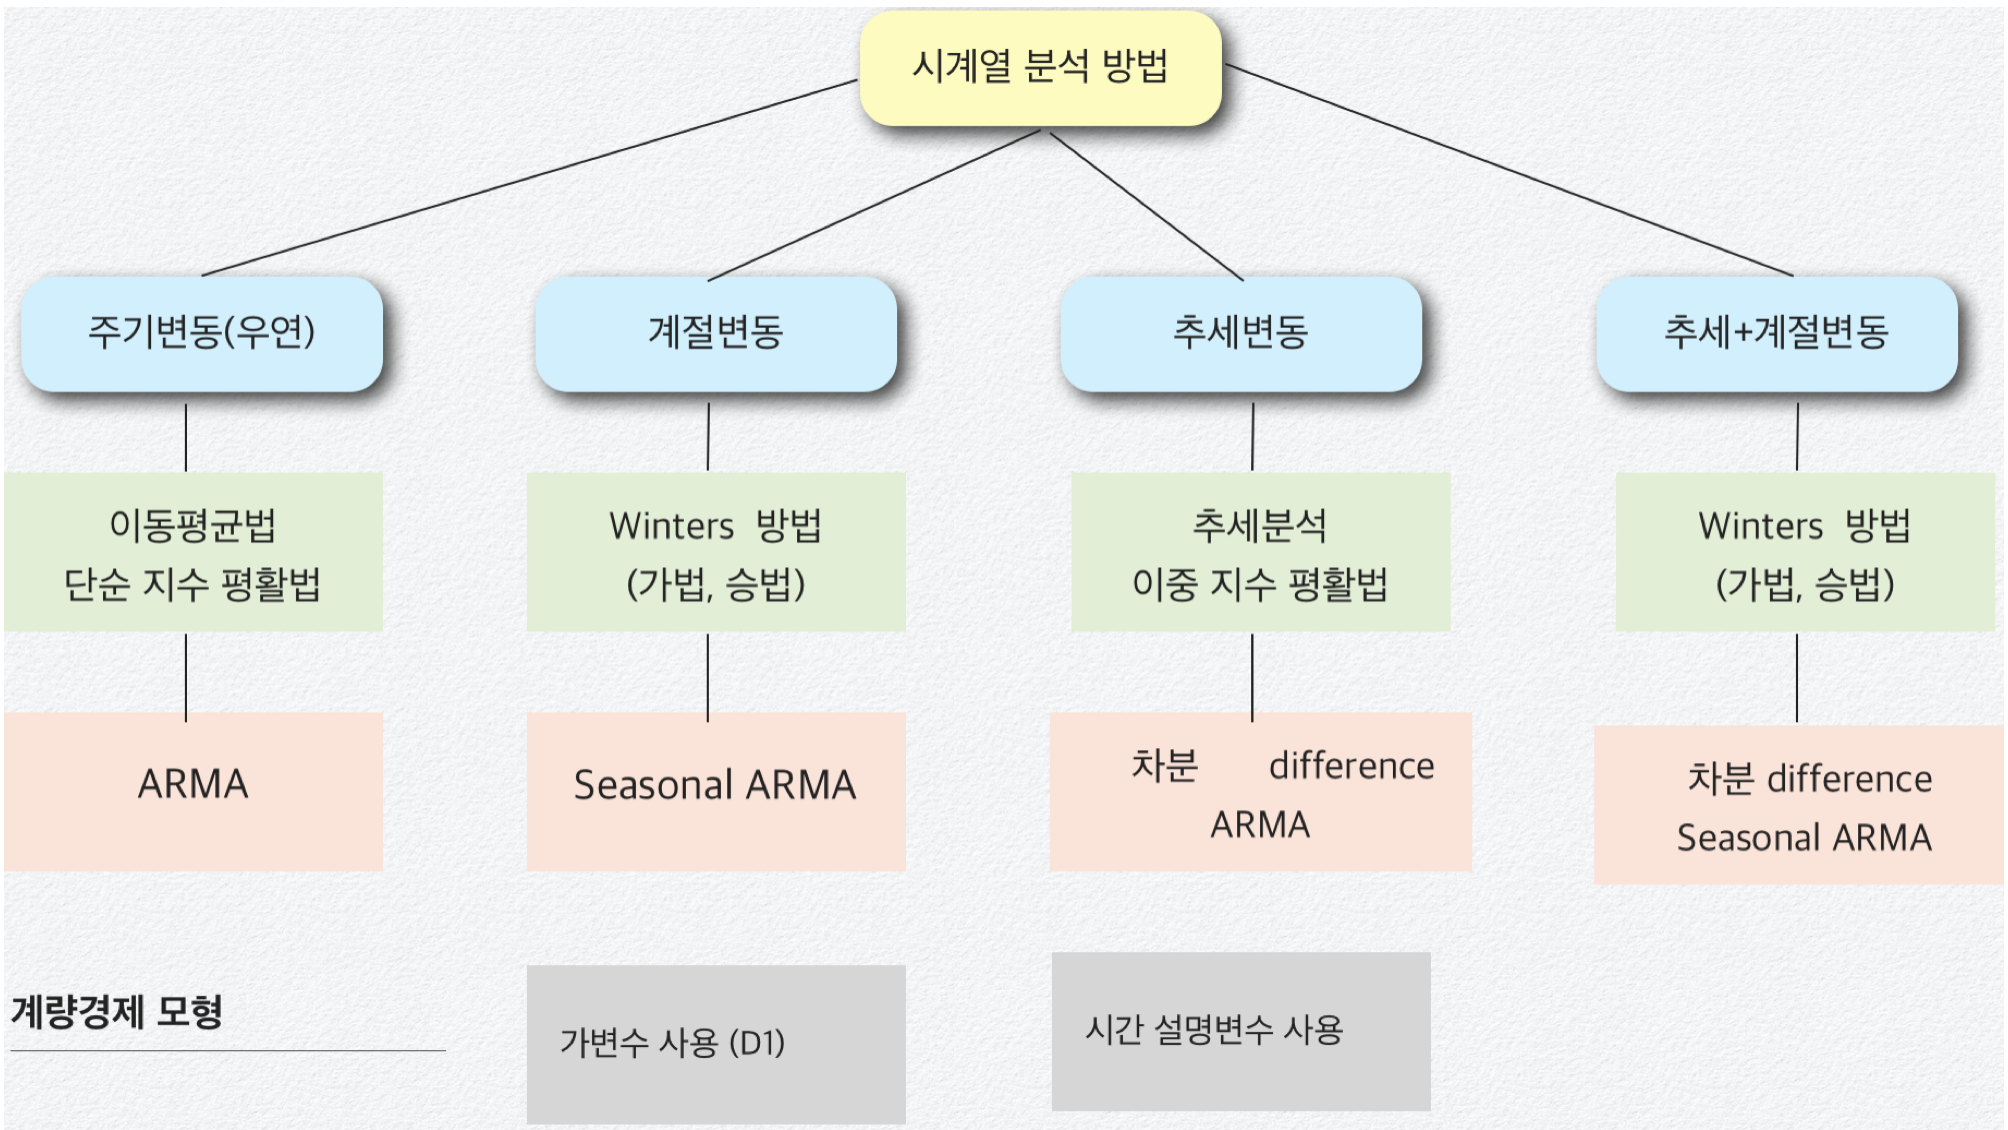 시계열 분석 방법
주기변동(우연)
계절변동
추세변동
추세+계절변동
이동평균법
단순 지수 평활법
Winters 방법
(가법, 승법)
추세분석
이중 지수 평활법
Winters 방법
(가법, 승법)
ARMA
Seasonal ARMA
차분 difference
ARMA
차분 difference
Seasonal ARMA
계량경제 모형
가변수 사용 (D1)
시간 설명변수 사용